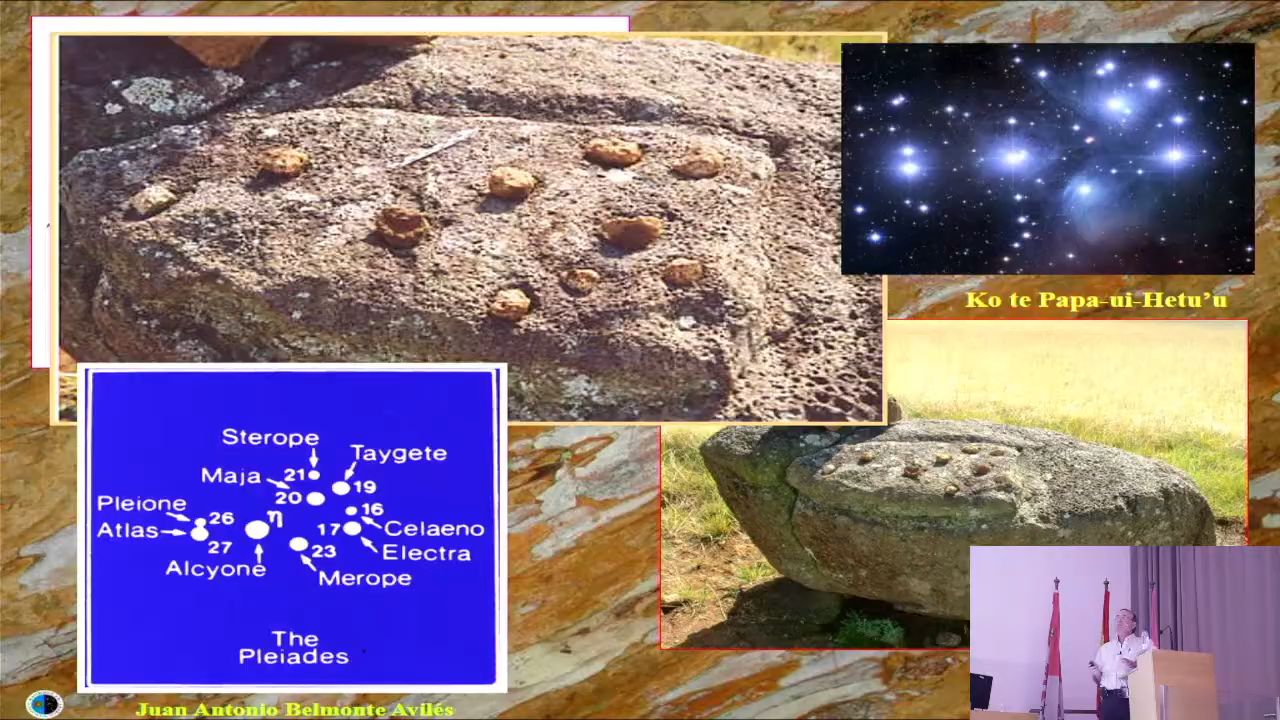 Ko te Papa-ui-Hetu'u
Sterope
Taygete
Maja
21
19
20
Pleione
26
η
16
Atlas
17
Celaeno
27
23
Electra
Alcyone
Merope
The
Pleiades
Juan Antonio Belmonte Avilés